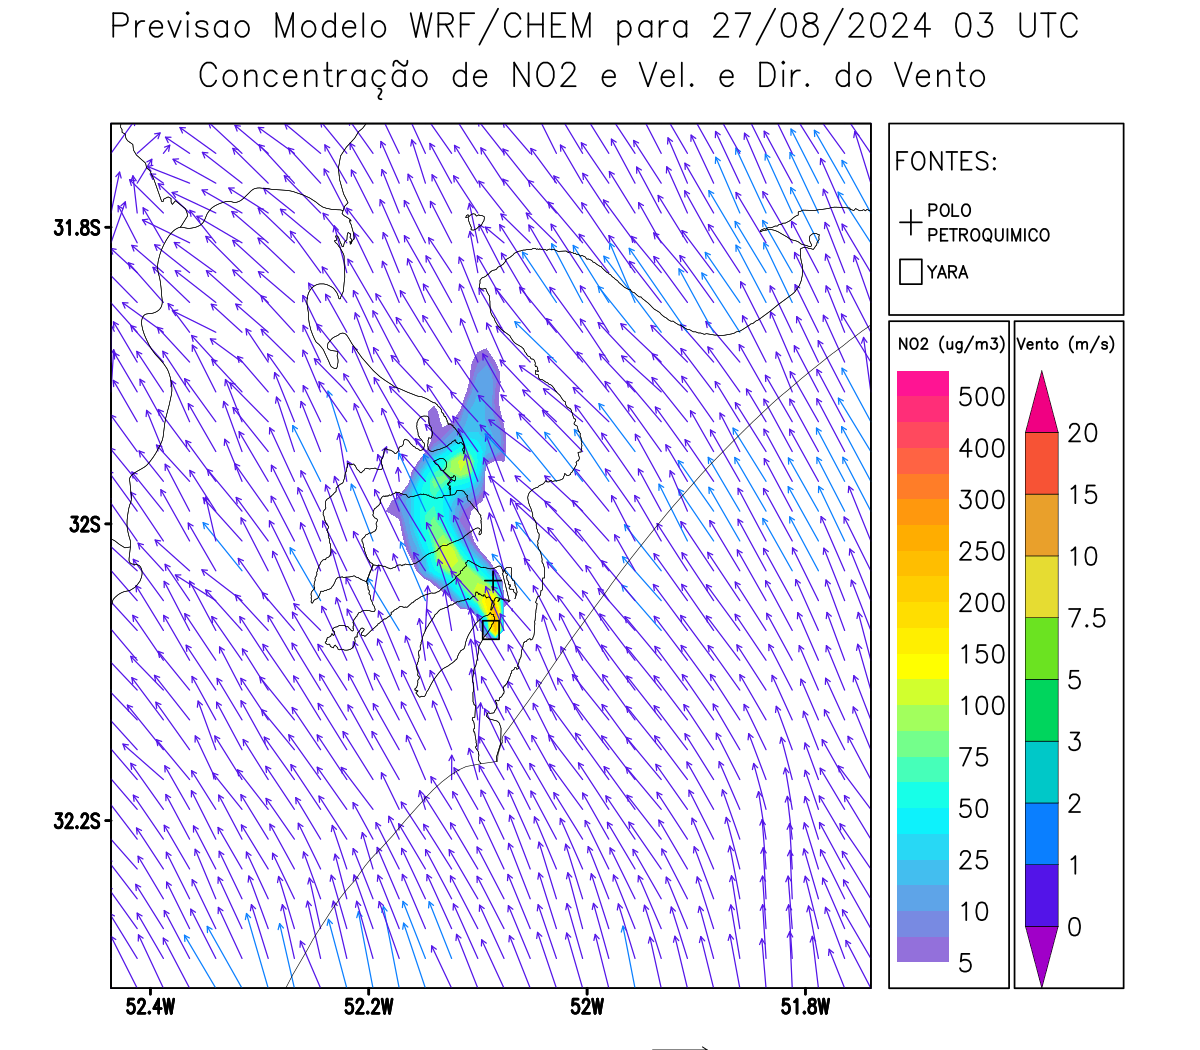 Previsao Modelo WRF/CHEM para 27/08/2024 03 UTC
Concentração de NO2 e Vel. e Dir. do Vento
FONTES:
POLO
PETROQUIMICO
YARA
NO2 (ug/m3)
500
400
300
250
200
150
100
75
50
25
10
5
Vento (m/s)
20
15
10
7.5
5
3
2
1
0
31.8S
32S
32.2S
52.4W
52.2W
52W
51.8W